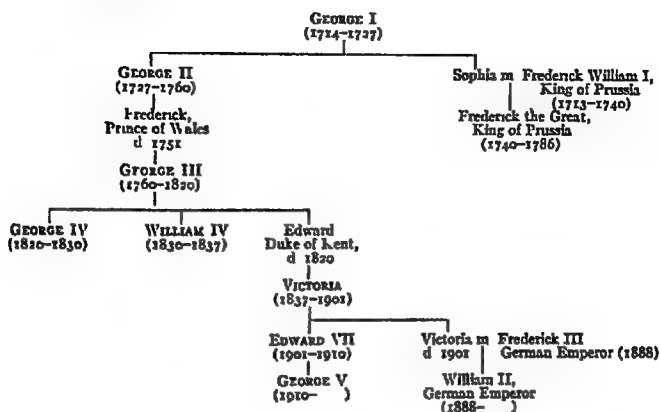 GEORGE I
(1714–1727)
GEORGE II
(1727–1760)
Sophia m Frederick William I,
King of Prussia
(1713–1740)
Frederick,
Prince of Wales
d 1751
Frederick the Great,
King of Prussia
(1740–1786)
GEORGE III
(1760–1820)
GEORGE IV
(1820–1830)
WILLIAM IV
(1830–1837)
Edward
Duke of Kent,
d 1820
VICTORIA
(1837–1901)
EDWARD VII
(1901–1910)
Victoria m Frederick III
d 1901 German Emperor (1888)
GEORGE V
(1910– )
William II,
German Emperor
(1888– )